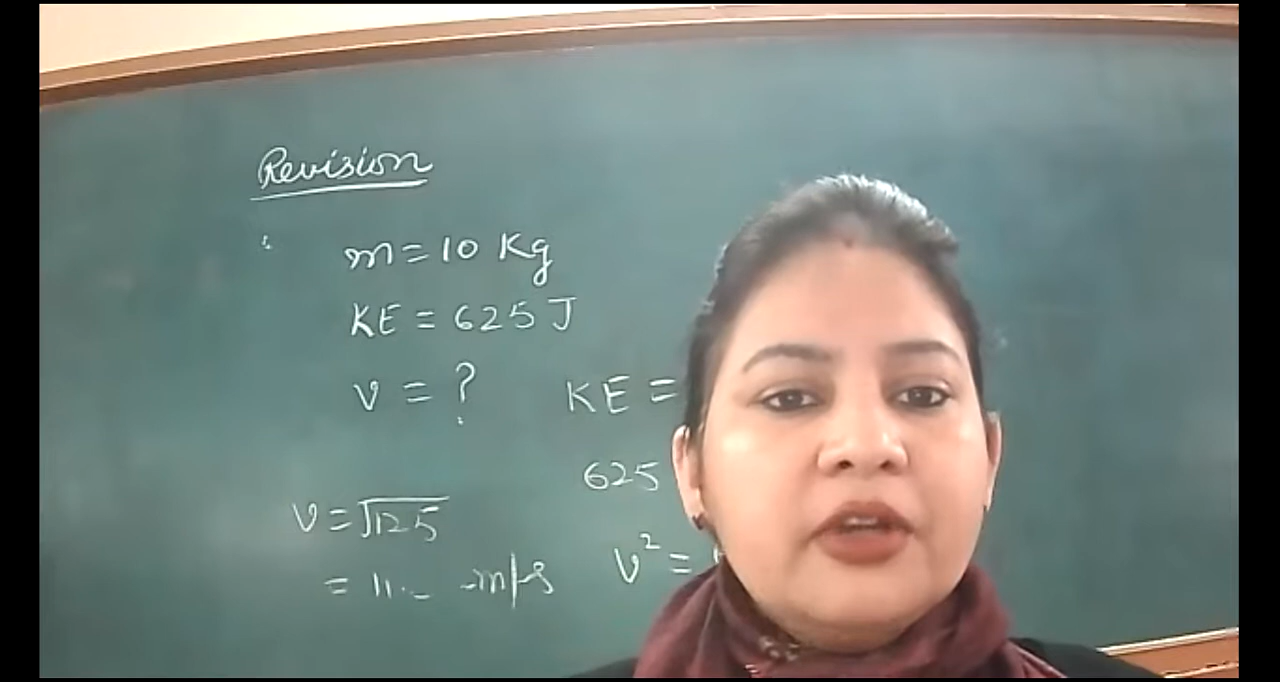 Revision
m = 10 Kg
KE = 625 J
v = ?
KE =
625
v = √125
v² =
= 11.- m/s